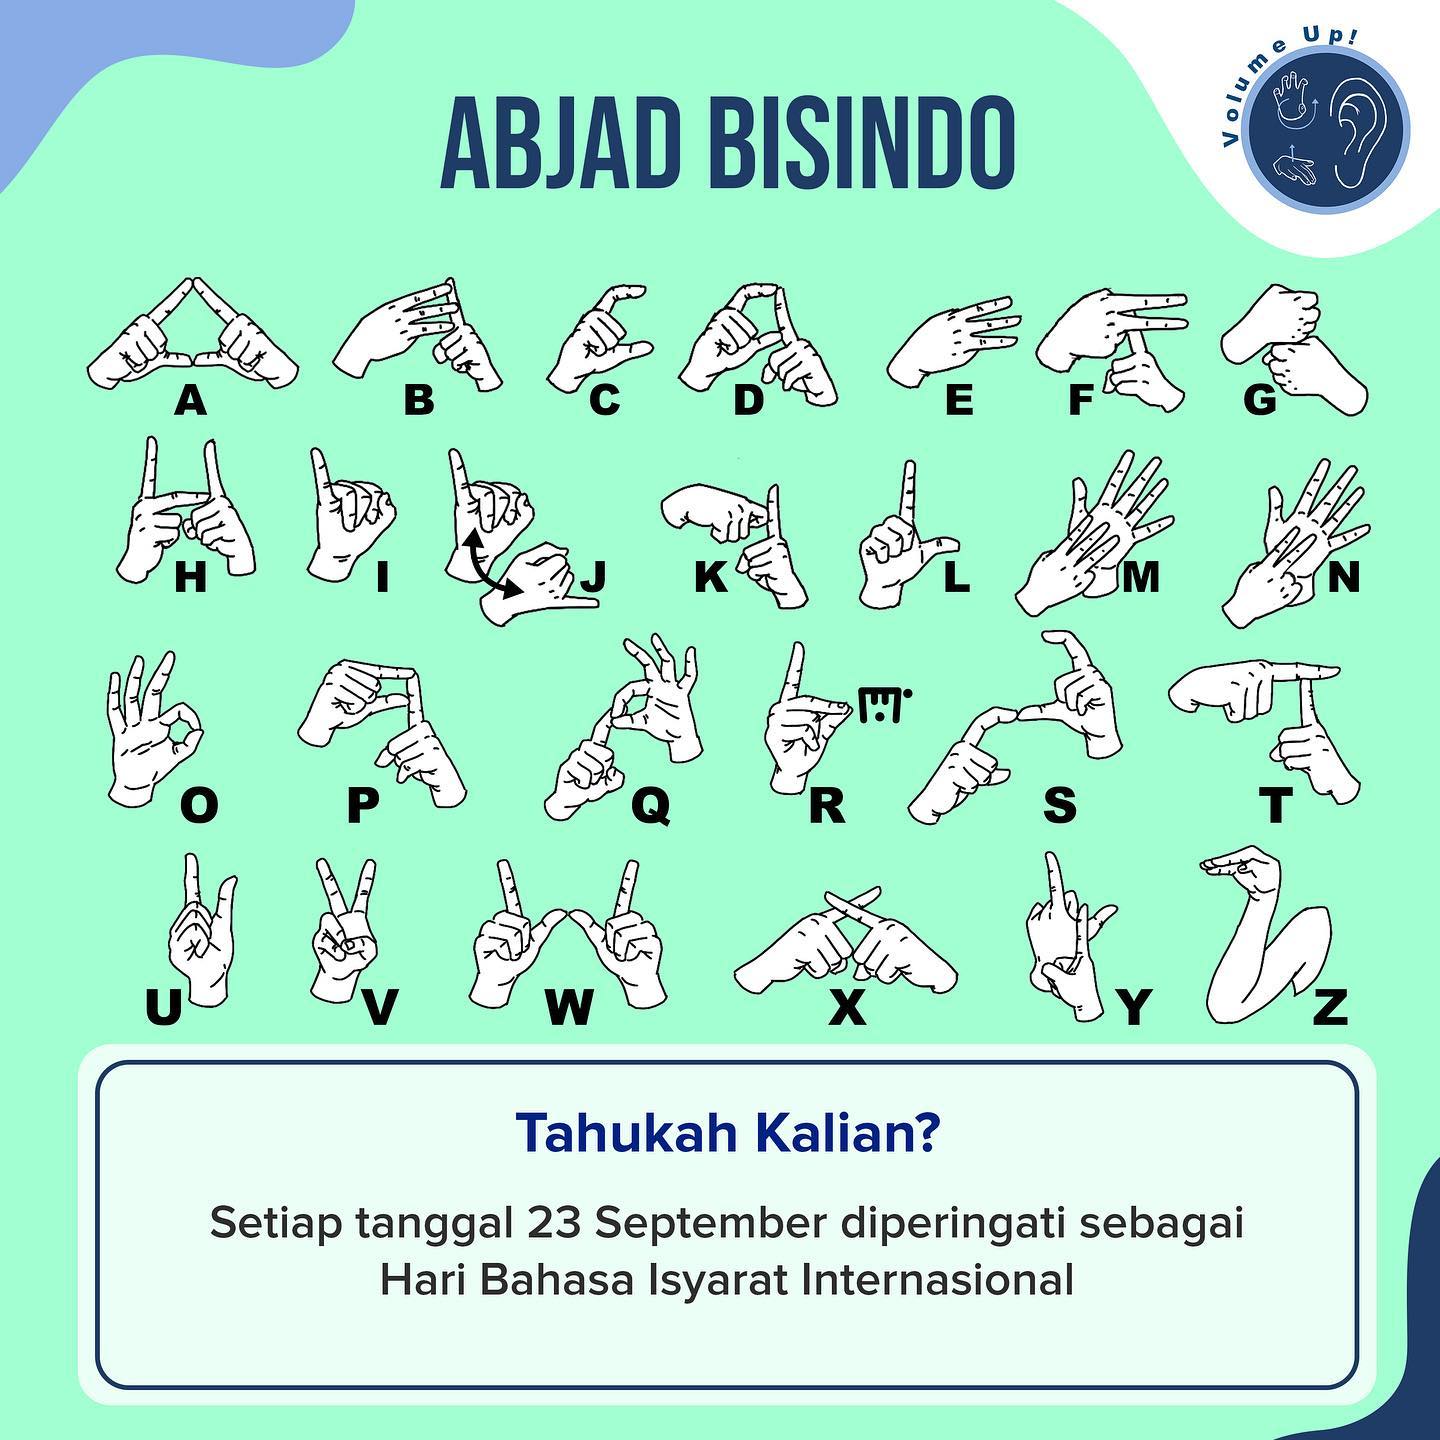 Volume Up!
ABJAD BISINDO
A B C D E F G
H I J K L M N
O P Q R S T
U V W X Y Z
Tahukah Kalian?
Setiap tanggal 23 September diperingati sebagai
Hari Bahasa Isyarat Internasional